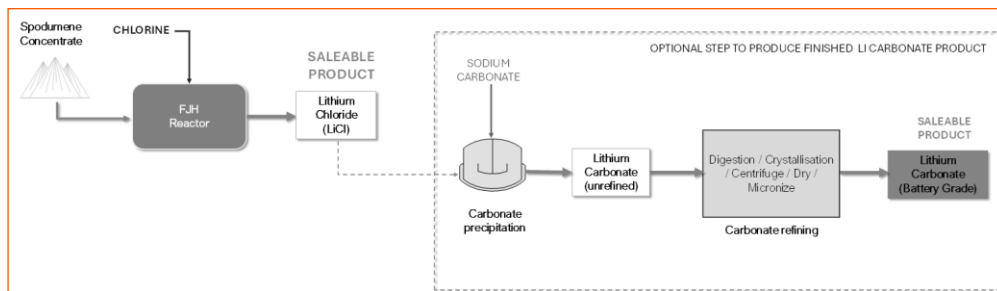 Spodumene
Concentrate
CHLORINE
FJH
Reactor
SALEABLE
PRODUCT
Lithium
Chloride
(LiCl)
OPTIONAL STEP TO PRODUCE FINISHED LI CARBONATE PRODUCT
SODIUM
CARBONATE
Carbonate
precipitation
Lithium
Carbonate
(unrefined)
Digestion / Crystallisation
/ Centrifuge / Dry /
Micronize
Carbonate refining
SALEABLE
PRODUCT
Lithium
Carbonate
(Battery Grade)